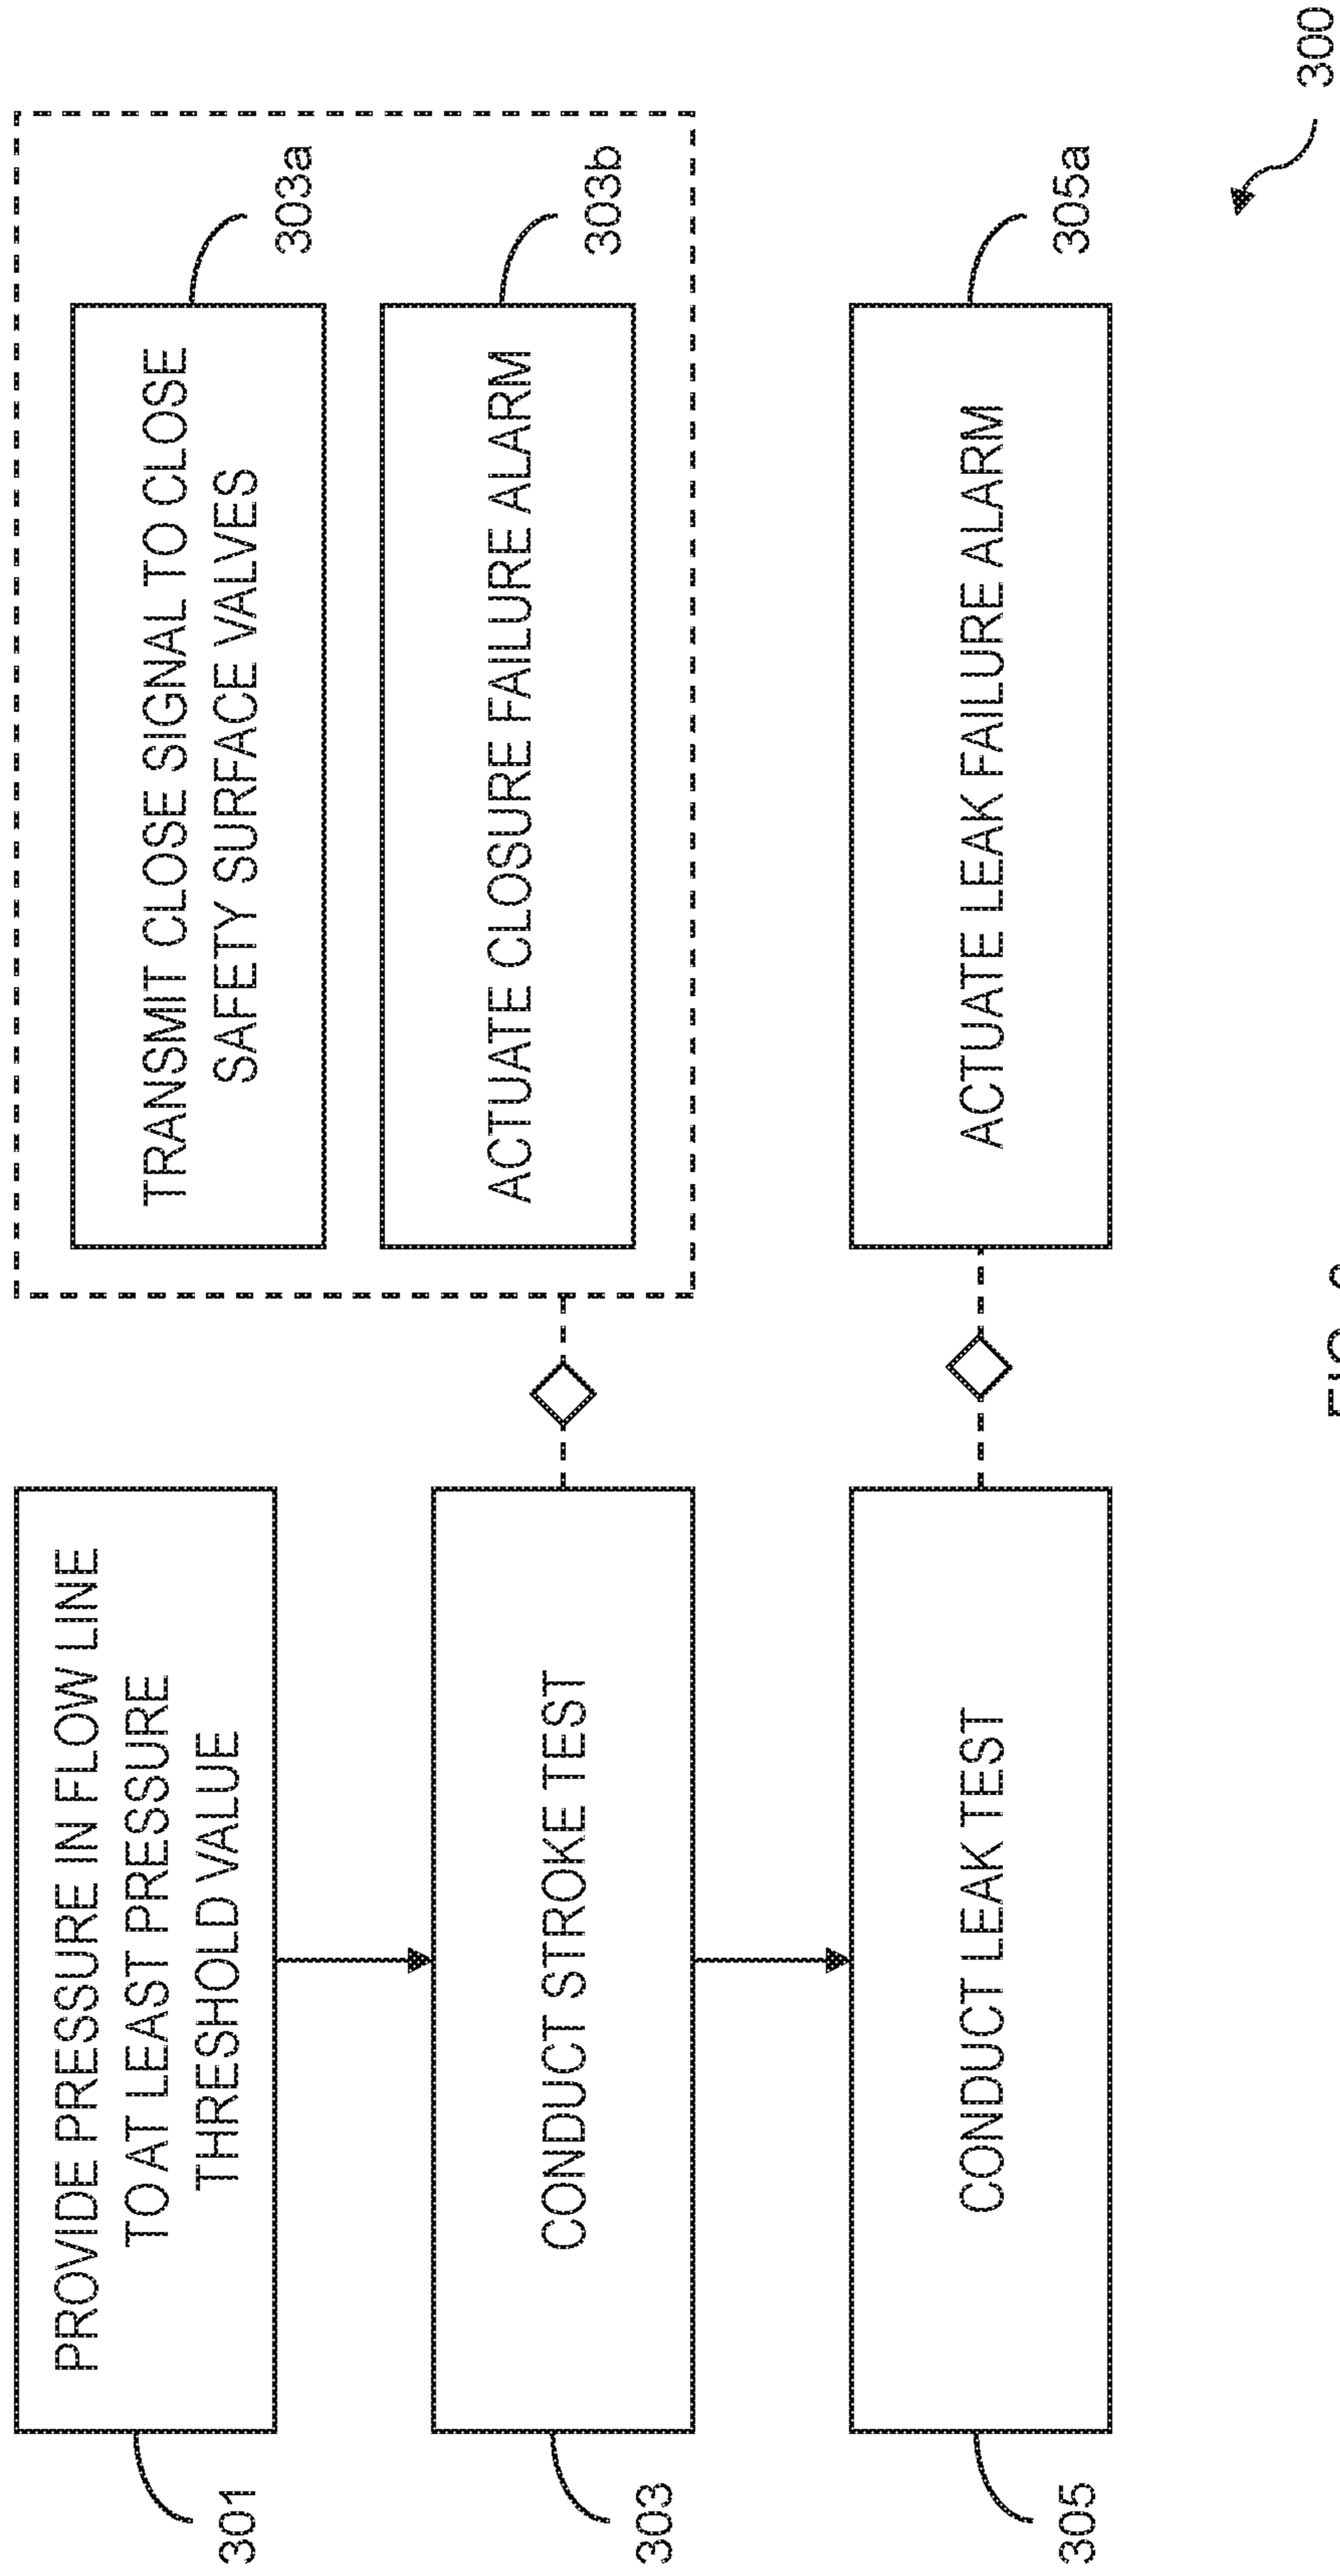 PROVIDE PRESSURE IN FLOW LINE
TO AT LEAST PRESSURE
THRESHOLD VALUE
301
TRANSMIT CLOSE SIGNAL TO CLOSE
SAFETY SURFACE VALVES
303a
ACTUATE CLOSURE FAILURE ALARM
303b
CONDUCT STROKE TEST
303
CONDUCT LEAK TEST
305
ACTUATE LEAK FAILURE ALARM
305a
300
FIG.